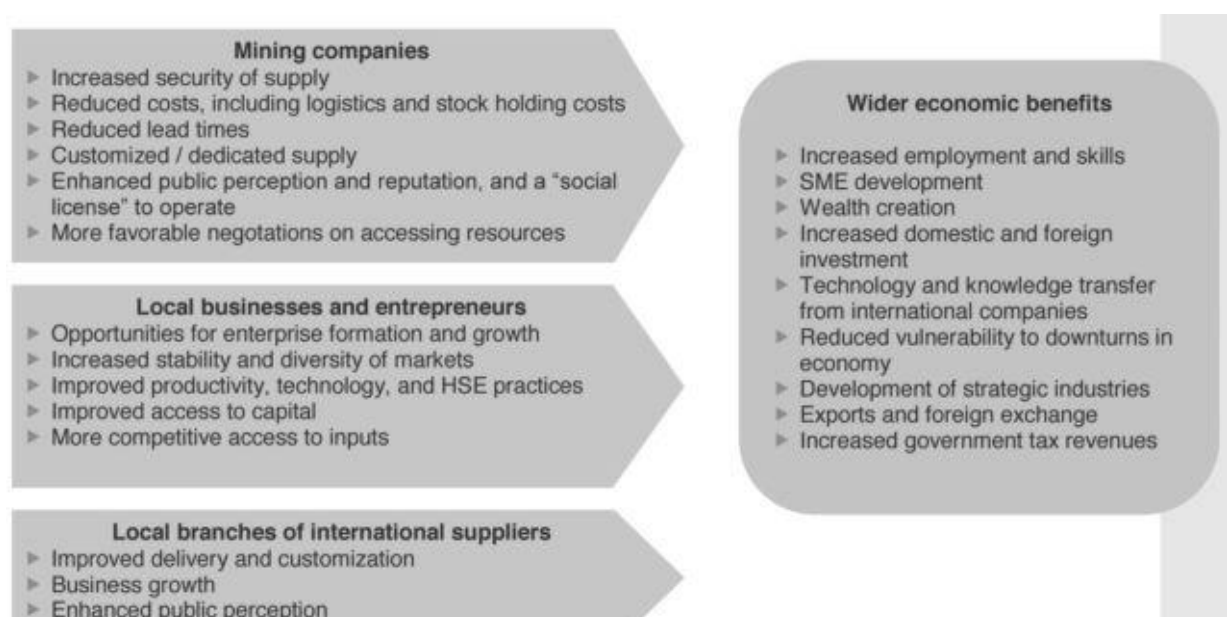 Mining companies
Increased security of supply
Reduced costs, including logistics and stock holding costs
Reduced lead times
Customized / dedicated supply
Enhanced public perception and reputation, and a “social
license” to operate
More favorable negotations on accessing resources
Local businesses and entrepreneurs
Opportunities for enterprise formation and growth
Increased stability and diversity of markets
Improved productivity, technology, and HSE practices
Improved access to capital
More competitive access to inputs
Local branches of international suppliers
Improved delivery and customization
Business growth
Enhanced public perception
Wider economic benefits
Increased employment and skills
SME development
Wealth creation
Increased domestic and foreign
investment
Technology and knowledge transfer
from international companies
Reduced vulnerability to downturns in
economy
Development of strategic industries
Exports and foreign exchange
Increased government tax revenues